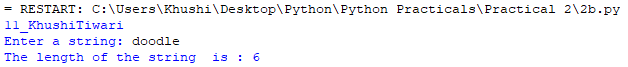 = RESTART: C:\Users\Khushi\Desktop\Python\Python Practicals\Practical 2\2b.py
11_KhushiTiwari
Enter a string: doodle
The length of the string  is : 6